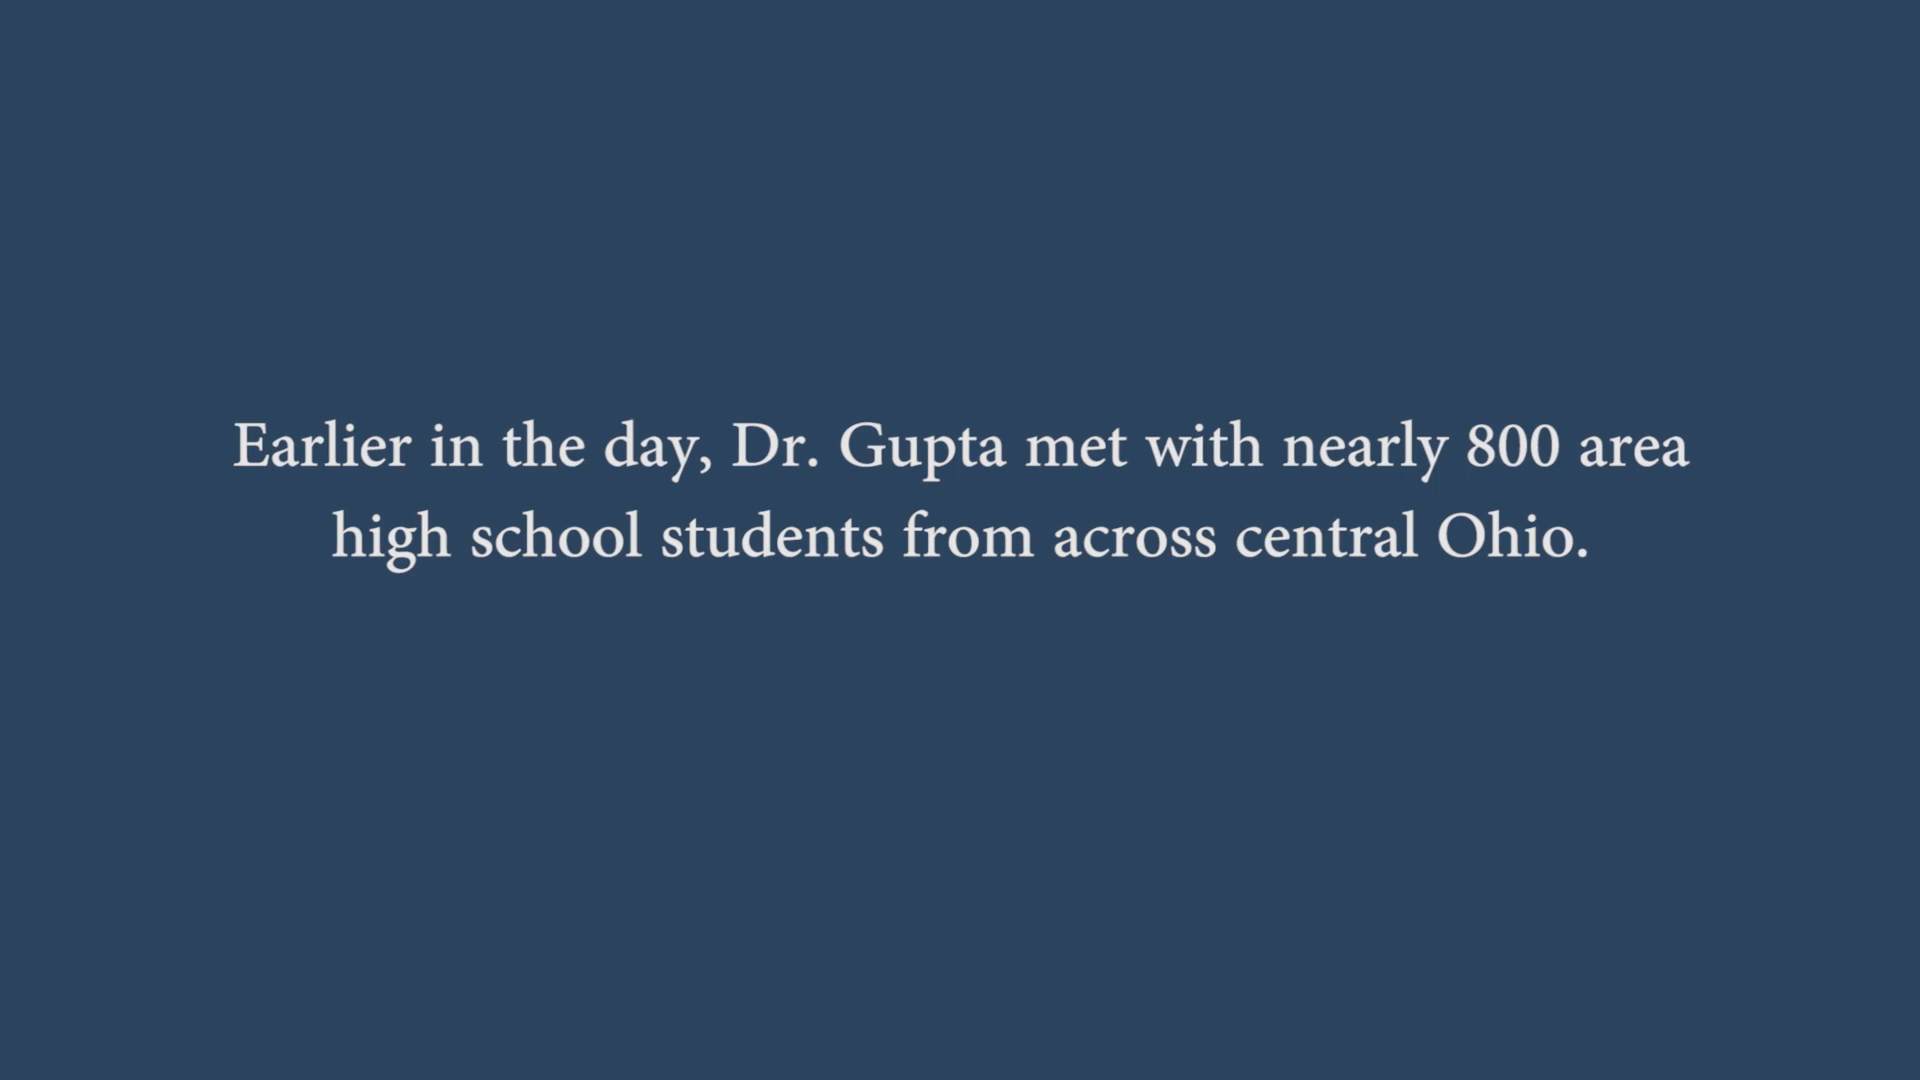 Earlier in the day, Dr. Gupta met with nearly 800 area
high school students from across central Ohio.